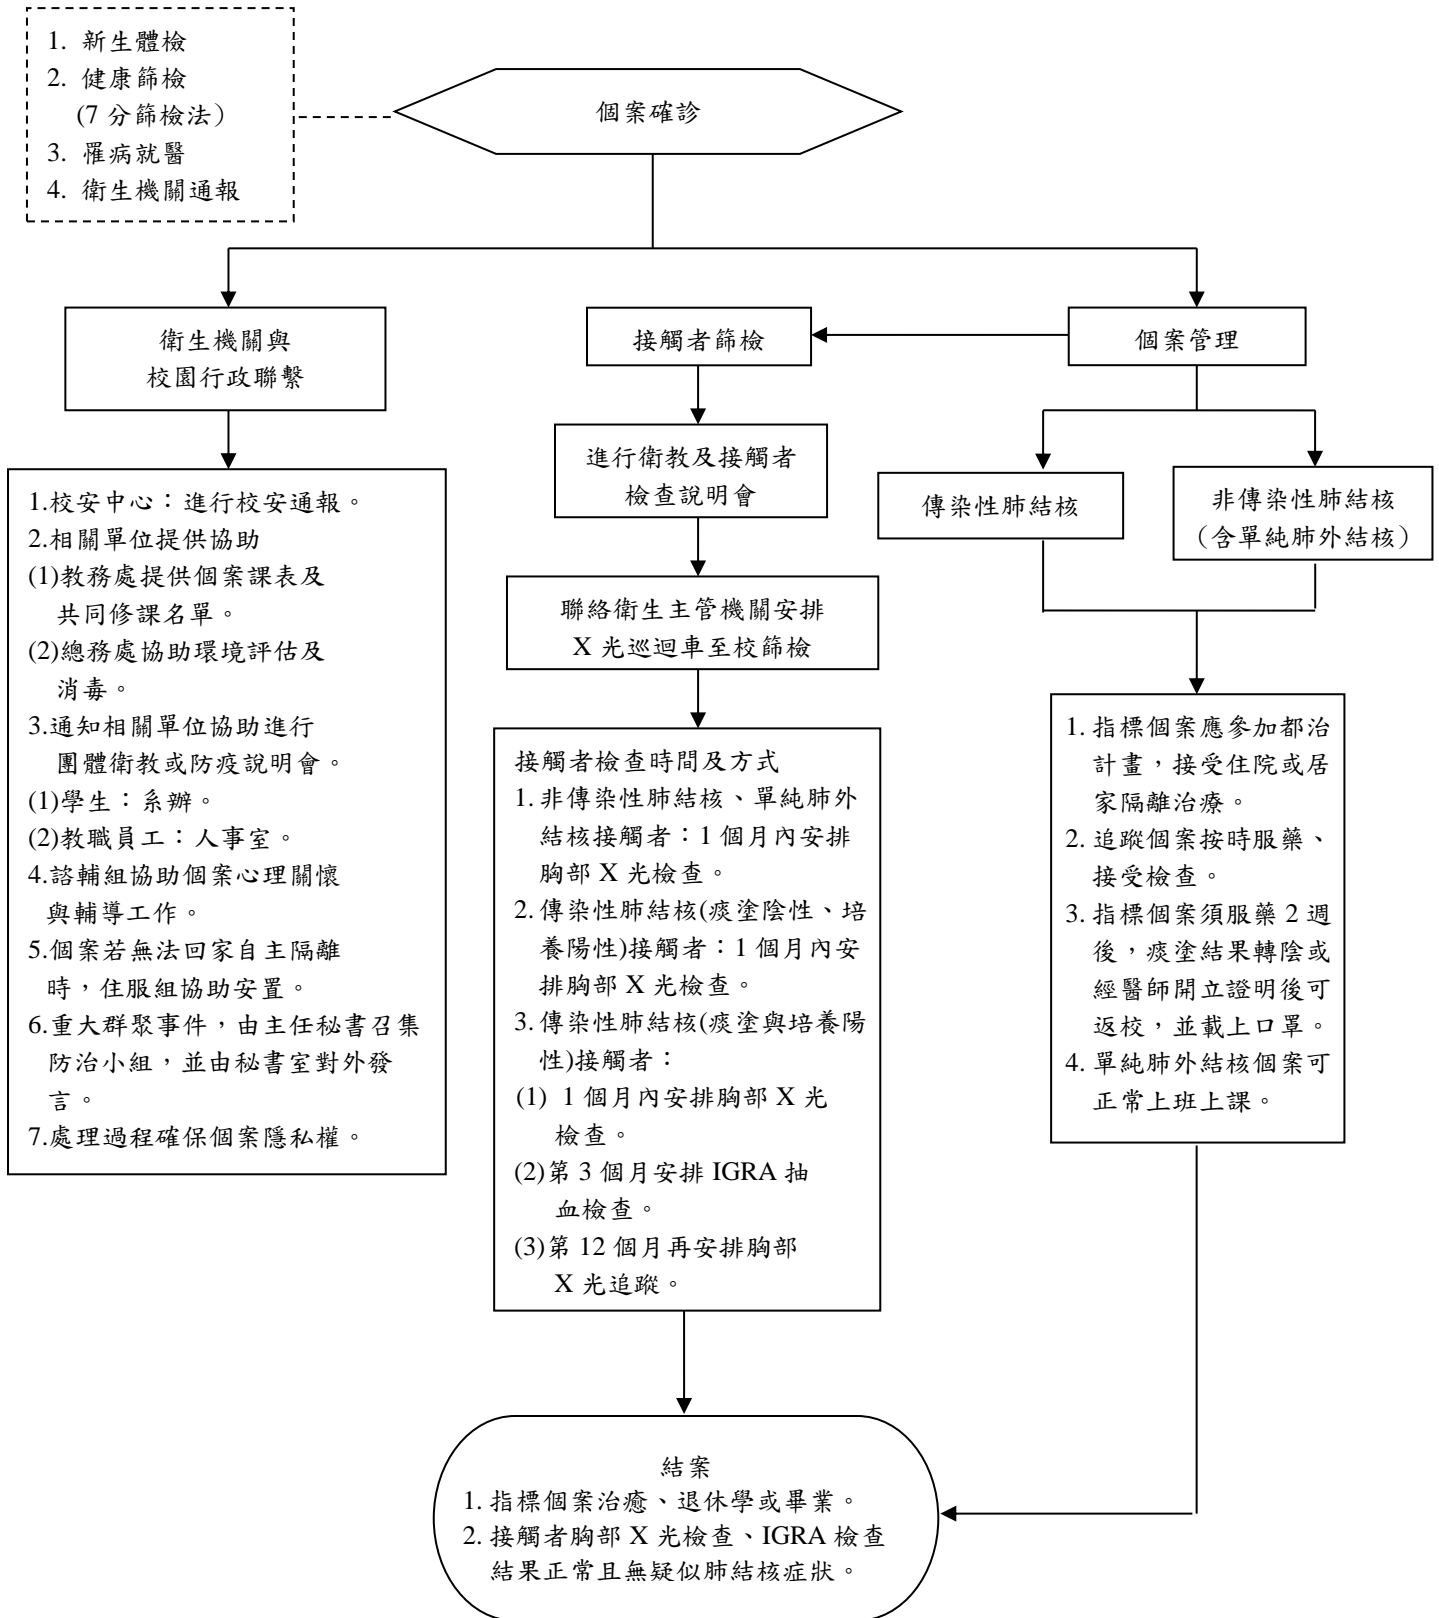 1. 新生體檢
2. 健康篩檢
(7 分篩檢法)
3. 罹病就醫
4. 衛生機關通報
個案確診
衛生機關與
校園行政聯繫
接觸者篩檢
個案管理
進行衛教及接觸者
檢查說明會
傳染性肺結核
非傳染性肺結核
(含單純肺外結核)
1.校安中心：進行校安通報。
2.相關單位提供協助
(1)教務處提供個案課表及
共同修課名單。
(2)總務處協助環境評估及
消毒。
3.通知相關單位協助進行
團體衛教或防疫說明會。
(1)學生：系辦。
(2)教職員工：人事室。
4.諮輔組協助個案心理關懷
與輔導工作。
5.個案若無法回家自主隔離
時，住服組協助安置。
6.重大群聚事件，由主任秘書召集
防治小組，並由秘書室對外發
言。
7.處理過程確保個案隱私權。
聯絡衛生主管機關安排
X 光巡迴車至校篩檢
接觸者檢查時間及方式
1. 非傳染性肺結核、單純肺外
結核接觸者：1 個月內安排
胸部 X 光檢查。
2. 傳染性肺結核(痰塗陰性、培
養陽性)接觸者：1 個月內安
排胸部 X 光檢查。
3. 傳染性肺結核(痰塗與培養陽
性)接觸者：
(1) 1 個月內安排胸部 X 光
檢查。
(2)第 3 個月安排 IGRA 抽
血檢查。
(3)第 12 個月再安排胸部
X 光追蹤。
1. 指標個案應參加都治
計畫，接受住院或居
家隔離治療。
2. 追蹤個案按時服藥、
接受檢查。
3. 指標個案須服藥 2 週
後，痰塗結果轉陰或
經醫師開立證明後可
返校，並載上口罩。
4. 單純肺外結核個案可
正常上班上課。
結案
1. 指標個案治癒、退休學或畢業。
2. 接觸者胸部 X 光檢查、IGRA 檢查
結果正常且無疑似肺結核症狀。